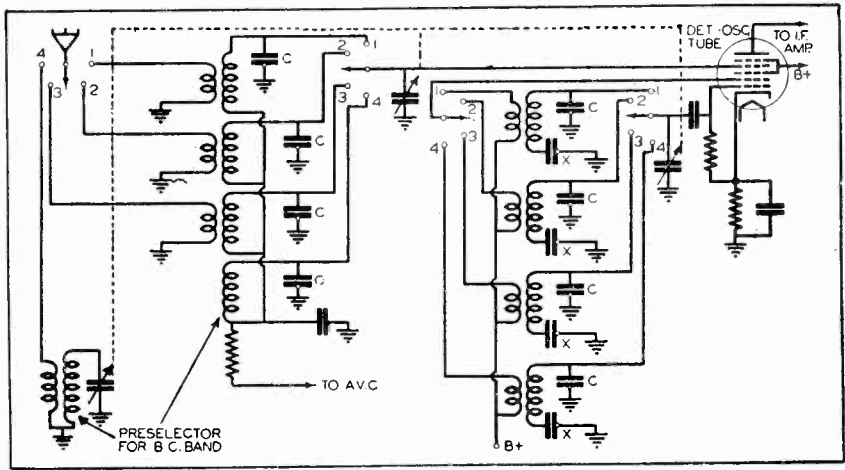 DET.-OSC.
TUBE
TO I.F.
AMP.
B+
4
1
3
2
C
2
1
3
4
C
C
C
1
2
3
4
1
2
3
4
C
X
C
X
C
X
C
X
TO A.V.C
PRESELECTOR
FOR B.C. BAND
B+